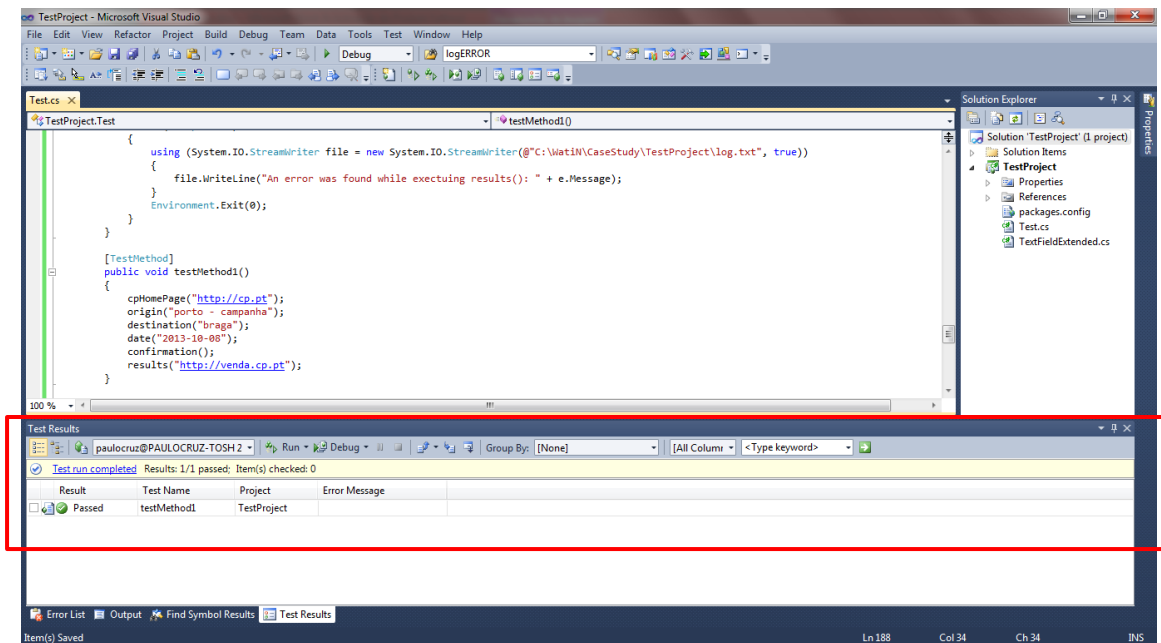 TestProject - Microsoft Visual Studio
File Edit View Refactor Project Build Debug Team Data Tools Test Window Help
Debug logERROR
Test.cs
TestProject.Test testMethod1()
{
using (System.IO.StreamWriter file = new System.IO.StreamWriter(@"C:\WatiN\CaseStudy\TestProject\log.txt", true))
{
file.WriteLine("An error was found while exectuing results(): " + e.Message);
}
Environment.Exit(0);
}
}
[TestMethod]
public void testMethod1()
{
cpHomePage("http://cp.pt");
origin("porto - campanha");
destination("braga");
date("2013-10-08");
confirmation();
results("http://venda.cp.pt");
}
100 %
Solution Explorer
Solution 'TestProject' (1 project)
Solution Items
TestProject
Properties
References
packages.config
Test.cs
TextFieldExtended.cs
Properties
Test Results
paulocruz@PAULOCRUZ-TOSH 2 Run Debug Group By: [None] [All Column <Type keyword>
Test run completed Results: 1/1 passed; Item(s) checked: 0
Result Test Name Project Error Message
Passed testMethod1 TestProject
Error List Output Find Symbol Results Test Results
Item(s) Saved Ln 188 Col 34 Ch 34 INS